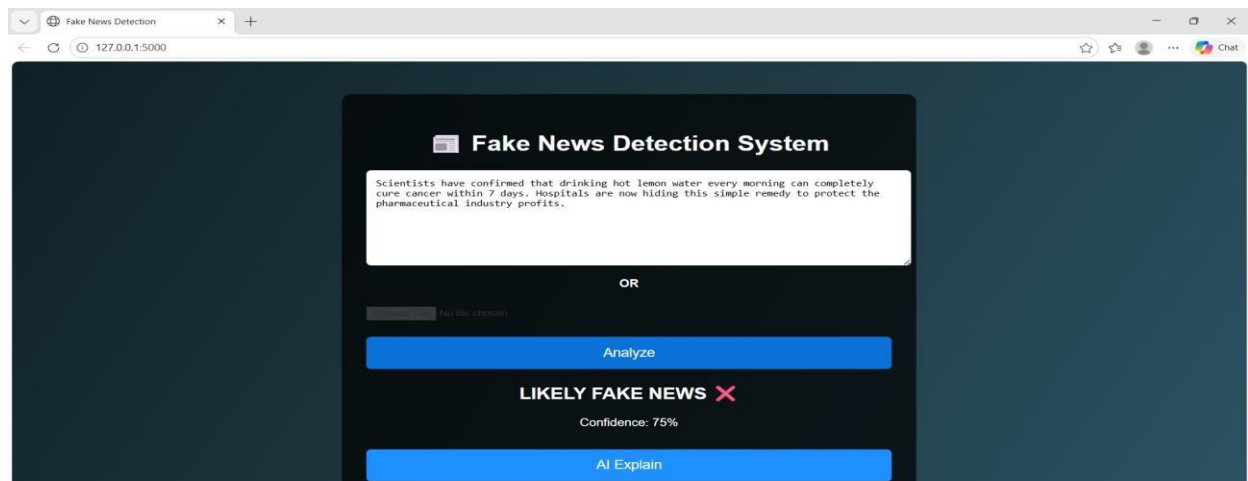 Fake News Detection
127.0.0.1:5000
Chat
Fake News Detection System
Scientists have confirmed that drinking hot lemon water every morning can completely
cure cancer within 7 days. Hospitals are now hiding this simple remedy to protect the
pharmaceutical industry profits.
OR
Choose File No file chosen
Analyze
LIKELY FAKE NEWS
Confidence: 75%
AI Explain